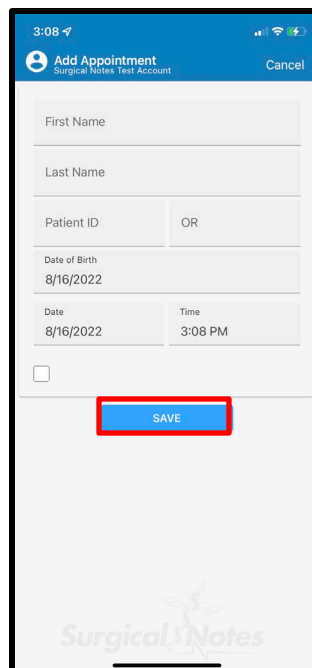 3:08
Add Appointment
Surgical Notes Test Account
Cancel
First Name
Last Name
Patient ID OR
Date of Birth
8/16/2022
Date Time
8/16/2022 3:08 PM
SAVE
Surgical Notes